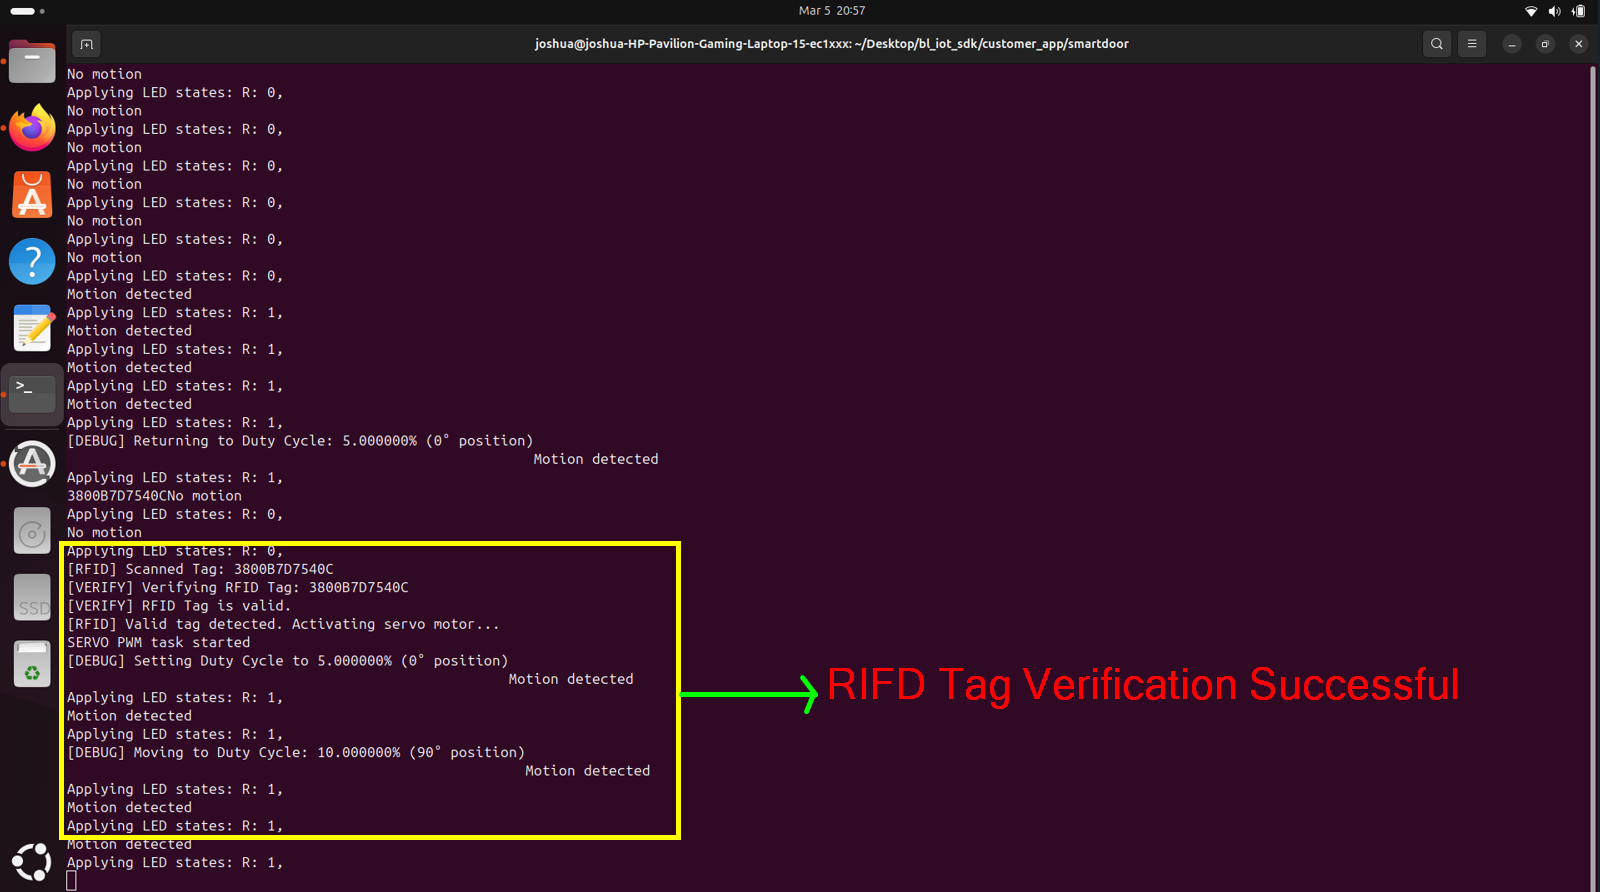 Mar 5 20:57
joshua@joshua-HP-Pavilion-Gaming-Laptop-15-ec1xxx: ~/Desktop/bl_iot_sdk/customer_app/smartdoor
No motion
Applying LED states: R: 0,
No motion
Applying LED states: R: 0,
No motion
Applying LED states: R: 0,
No motion
Applying LED states: R: 0,
No motion
Applying LED states: R: 0,
No motion
Applying LED states: R: 0,
Motion detected
Applying LED states: R: 1,
Motion detected
Applying LED states: R: 1,
Motion detected
Applying LED states: R: 1,
Motion detected
Applying LED states: R: 1,
[DEBUG] Returning to Duty Cycle: 5.000000% (0° position)
Motion detected
Applying LED states: R: 1,
3800B7D7540CNo motion
Applying LED states: R: 0,
No motion
Applying LED states: R: 0,
[RFID] Scanned Tag: 3800B7D7540C
[VERIFY] Verifying RFID Tag: 3800B7D7540C
[VERIFY] RFID Tag is valid.
[RFID] Valid tag detected. Activating servo motor...
SERVO PWM task started
[DEBUG] Setting Duty Cycle to 5.000000% (0° position)
Motion detected
Applying LED states: R: 1,
Motion detected
Applying LED states: R: 1,
[DEBUG] Moving to Duty Cycle: 10.000000% (90° position)
Motion detected
Applying LED states: R: 1,
Motion detected
Applying LED states: R: 1,
Motion detected
Applying LED states: R: 1,
RIFD Tag Verification Successful
SSD